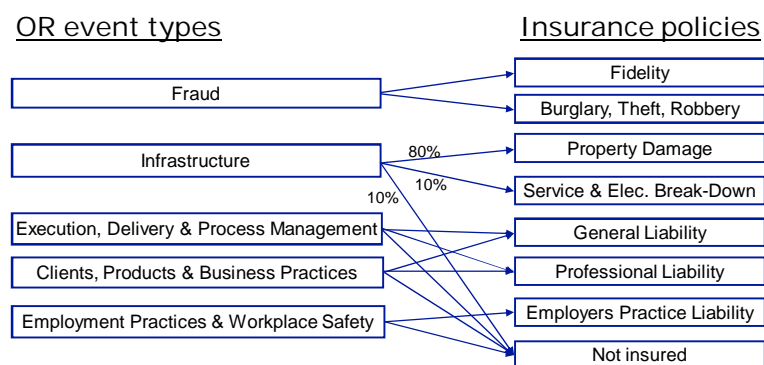 OR event types
Insurance policies
Fraud
Fidelity
Burglary, Theft, Robbery
Infrastructure
80%
10%
10%
Property Damage
Service & Elec. Break-Down
Execution, Delivery & Process Management
General Liability
Clients, Products & Business Practices
Professional Liability
Employment Practices & Workplace Safety
Employers Practice Liability
Not insured